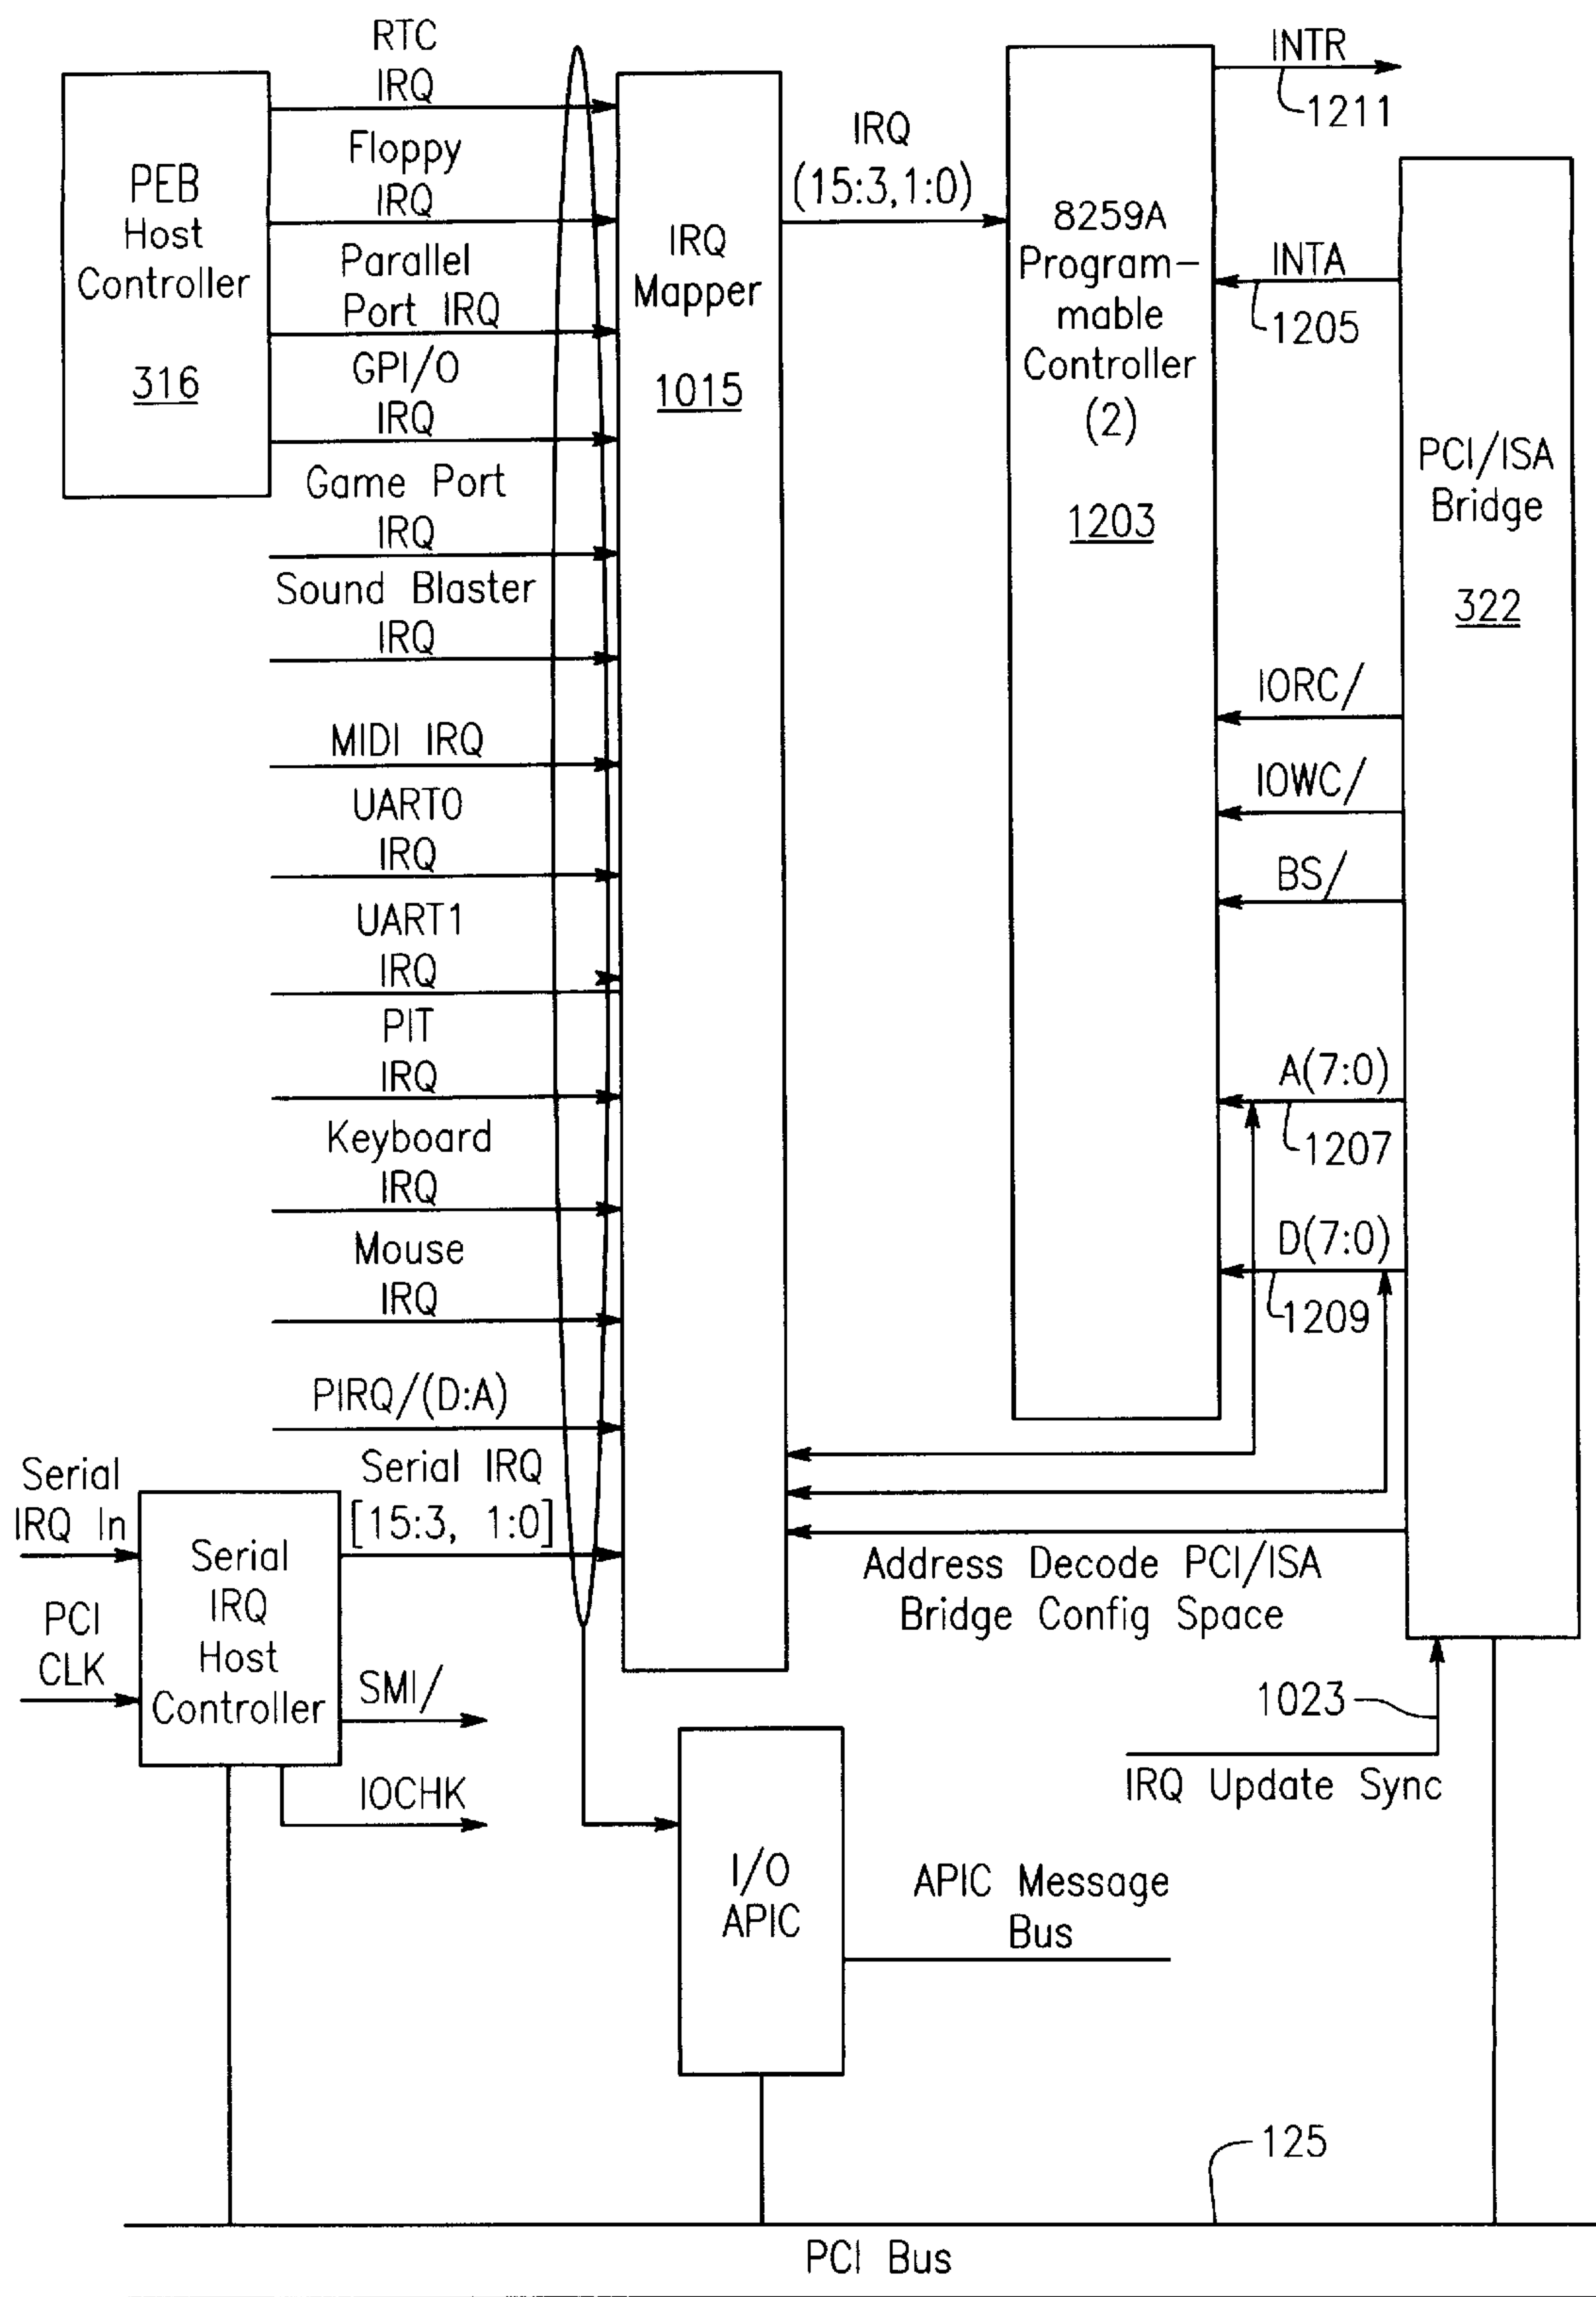 RTC
IRQ
Floppy
IRQ
Parallel
Port IRQ
GPI/O
IRQ
Game Port
IRQ
Sound Blaster
IRQ
MIDI IRQ
UART0
IRQ
UART1
IRQ
PIT
IRQ
Keyboard
IRQ
Mouse
IRQ
PIRQ/(D:A)
Serial IRQ
[15:3, 1:0]
PEB
Host
Controller
316
IRQ
Mapper
1015
IRQ
(15:3,1:0)
8259A
Program-
mable
Controller
(2)
1203
INTR
1211
INTA
1205
PCI/ISA
Bridge
322
IORC/
IOWC/
BS/
A(7:0)
1207
D(7:0)
1209
Address Decode PCI/ISA
Bridge Config Space
1023
IRQ Update Sync
Serial
IRQ In
PCI
CLK
Serial
IRQ
Host
Controller
SMI/
IOCHK
I/O
APIC
APIC Message
Bus
125
PCI Bus